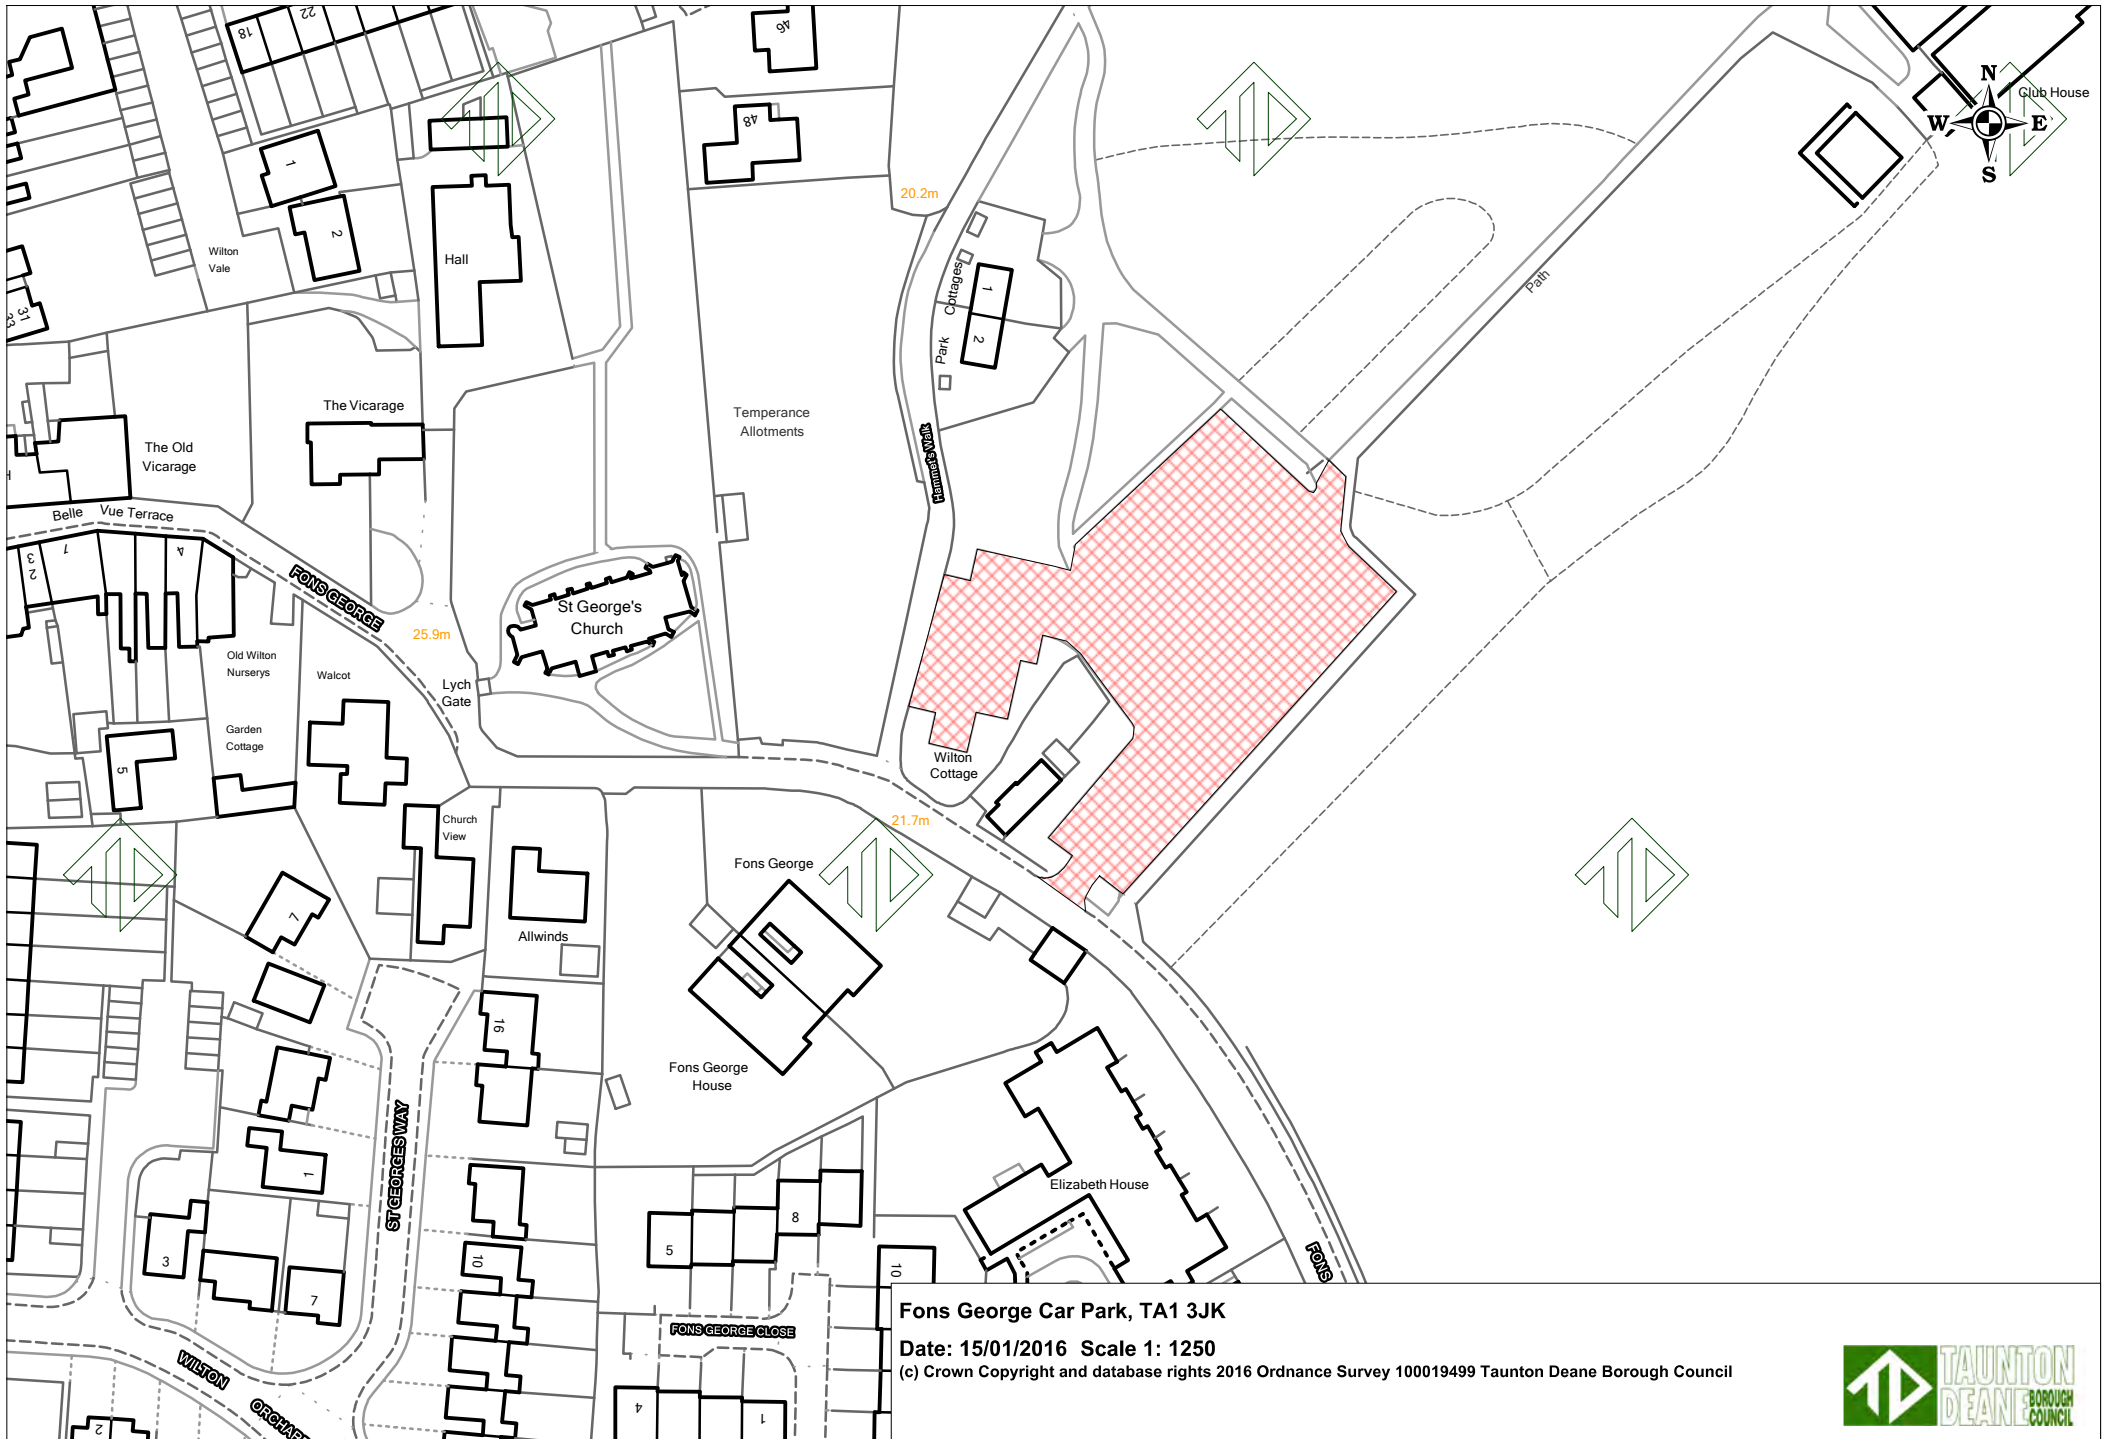 18
22
46
48
N
W
E
S
Club House
1
2
20.2m
Hall
Wilton
Vale
31
33
Cottages
Park
1
2
Path
The Vicarage
Temperance
Allotments
The Old
Vicarage
Hammet's Walk
Belle Vue Terrace
3
2
7
4
FONS GEORGE
St George's
Church
25.9m
Old Wilton
Nurserys
Walcot
Lych
Gate
Garden
Cottage
5
Wilton
Cottage
Church
View
21.7m
Fons George
7
Allwinds
16
Fons George
House
ST GEORGES WAY
1
Elizabeth House
3
7
10
5
8
10
FONS
FONS GEORGE CLOSE
WILTON
ORCHARD
2
4
1
Fons George Car Park, TA1 3JK
Date: 15/01/2016 Scale 1: 1250
(c) Crown Copyright and database rights 2016 Ordnance Survey 100019499 Taunton Deane Borough Council
TAUNTON
DEANE BOROUGH
COUNCIL